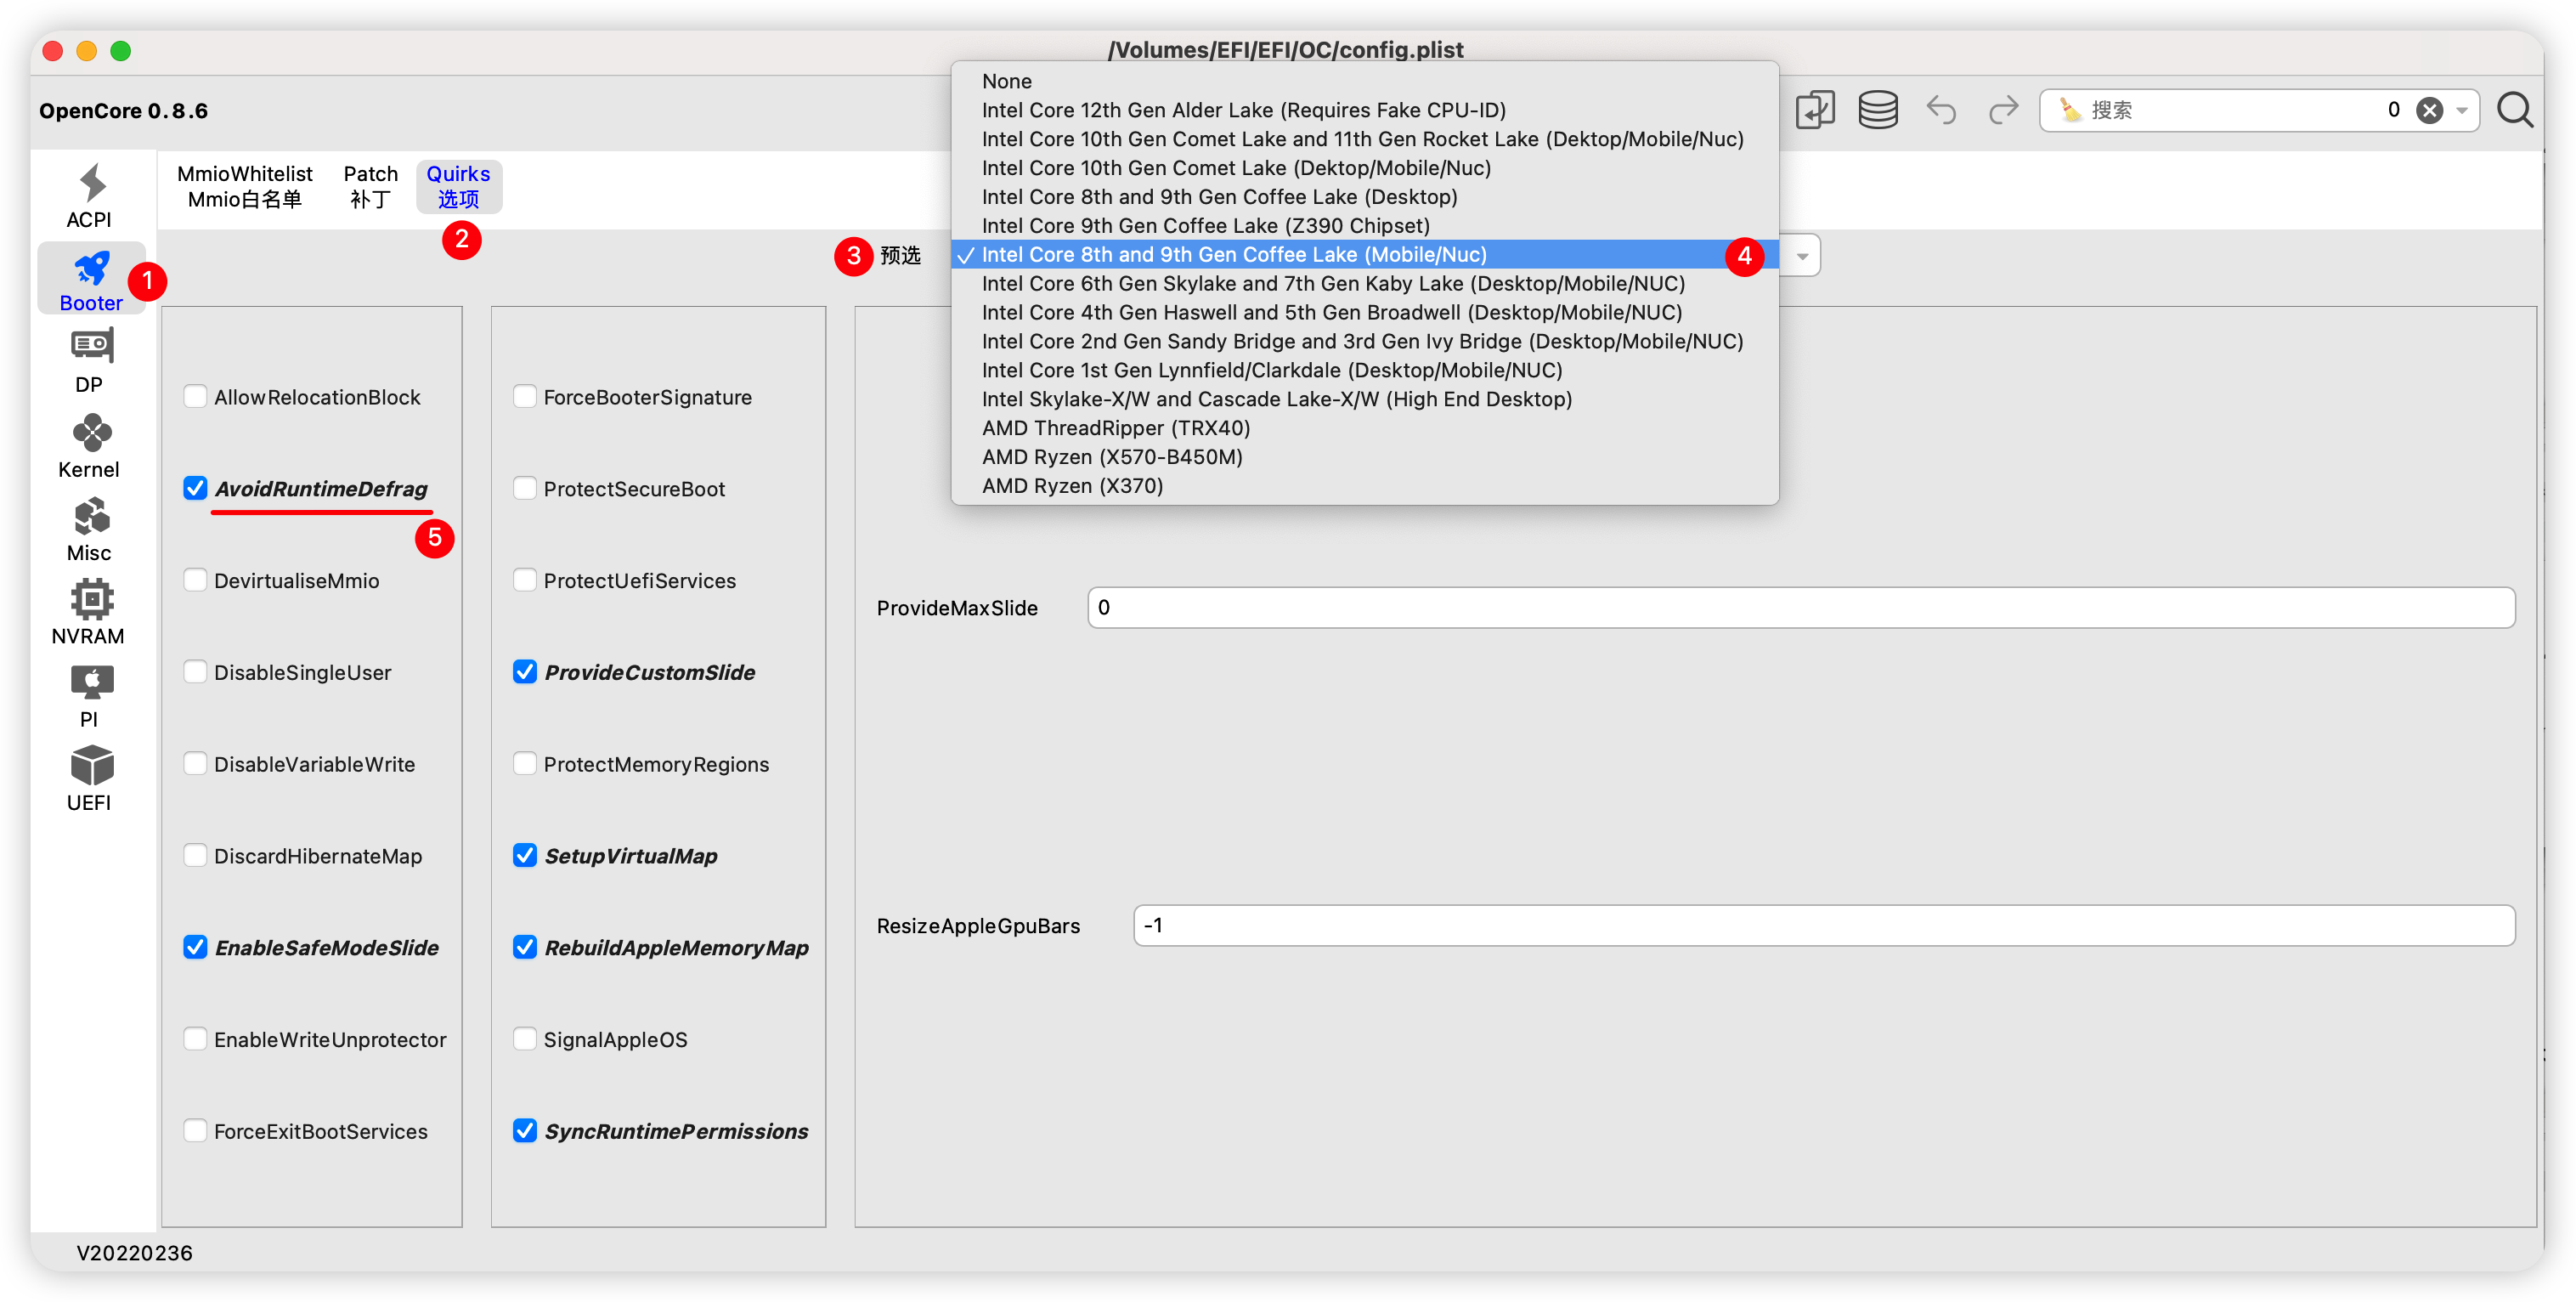 /Volumes/EFI/EFI/OC/config.plist
OpenCore 0.8.6
搜索
0
ACPI
Booter
1
DP
Kernel
Misc
NVRAM
PI
UEFI
MmioWhitelist
Mmio白名单
Patch
补丁
Quirks
选项
2
3
预选
None
Intel Core 12th Gen Alder Lake (Requires Fake CPU-ID)
Intel Core 10th Gen Comet Lake and 11th Gen Rocket Lake (Dektop/Mobile/Nuc)
Intel Core 10th Gen Comet Lake (Dektop/Mobile/Nuc)
Intel Core 8th and 9th Gen Coffee Lake (Desktop)
Intel Core 9th Gen Coffee Lake (Z390 Chipset)
✓ Intel Core 8th and 9th Gen Coffee Lake (Mobile/Nuc)
4
Intel Core 6th Gen Skylake and 7th Gen Kaby Lake (Desktop/Mobile/NUC)
Intel Core 4th Gen Haswell and 5th Gen Broadwell (Desktop/Mobile/NUC)
Intel Core 2nd Gen Sandy Bridge and 3rd Gen Ivy Bridge (Desktop/Mobile/NUC)
Intel Core 1st Gen Lynnfield/Clarkdale (Desktop/Mobile/NUC)
Intel Skylake-X/W and Cascade Lake-X/W (High End Desktop)
AMD ThreadRipper (TRX40)
AMD Ryzen (X570-B450M)
AMD Ryzen (X370)
AllowRelocationBlock
AvoidRuntimeDefrag
5
DevirtualiseMmio
DisableSingleUser
DisableVariableWrite
DiscardHibernateMap
EnableSafeModeSlide
EnableWriteUnprotector
ForceExitBootServices
ForceBooterSignature
ProtectSecureBoot
ProtectUefiServices
ProvideCustomSlide
ProtectMemoryRegions
SetupVirtualMap
RebuildAppleMemoryMap
SignalAppleOS
SyncRuntimePermissions
ProvideMaxSlide
0
ResizeAppleGpuBars
-1
V20220236